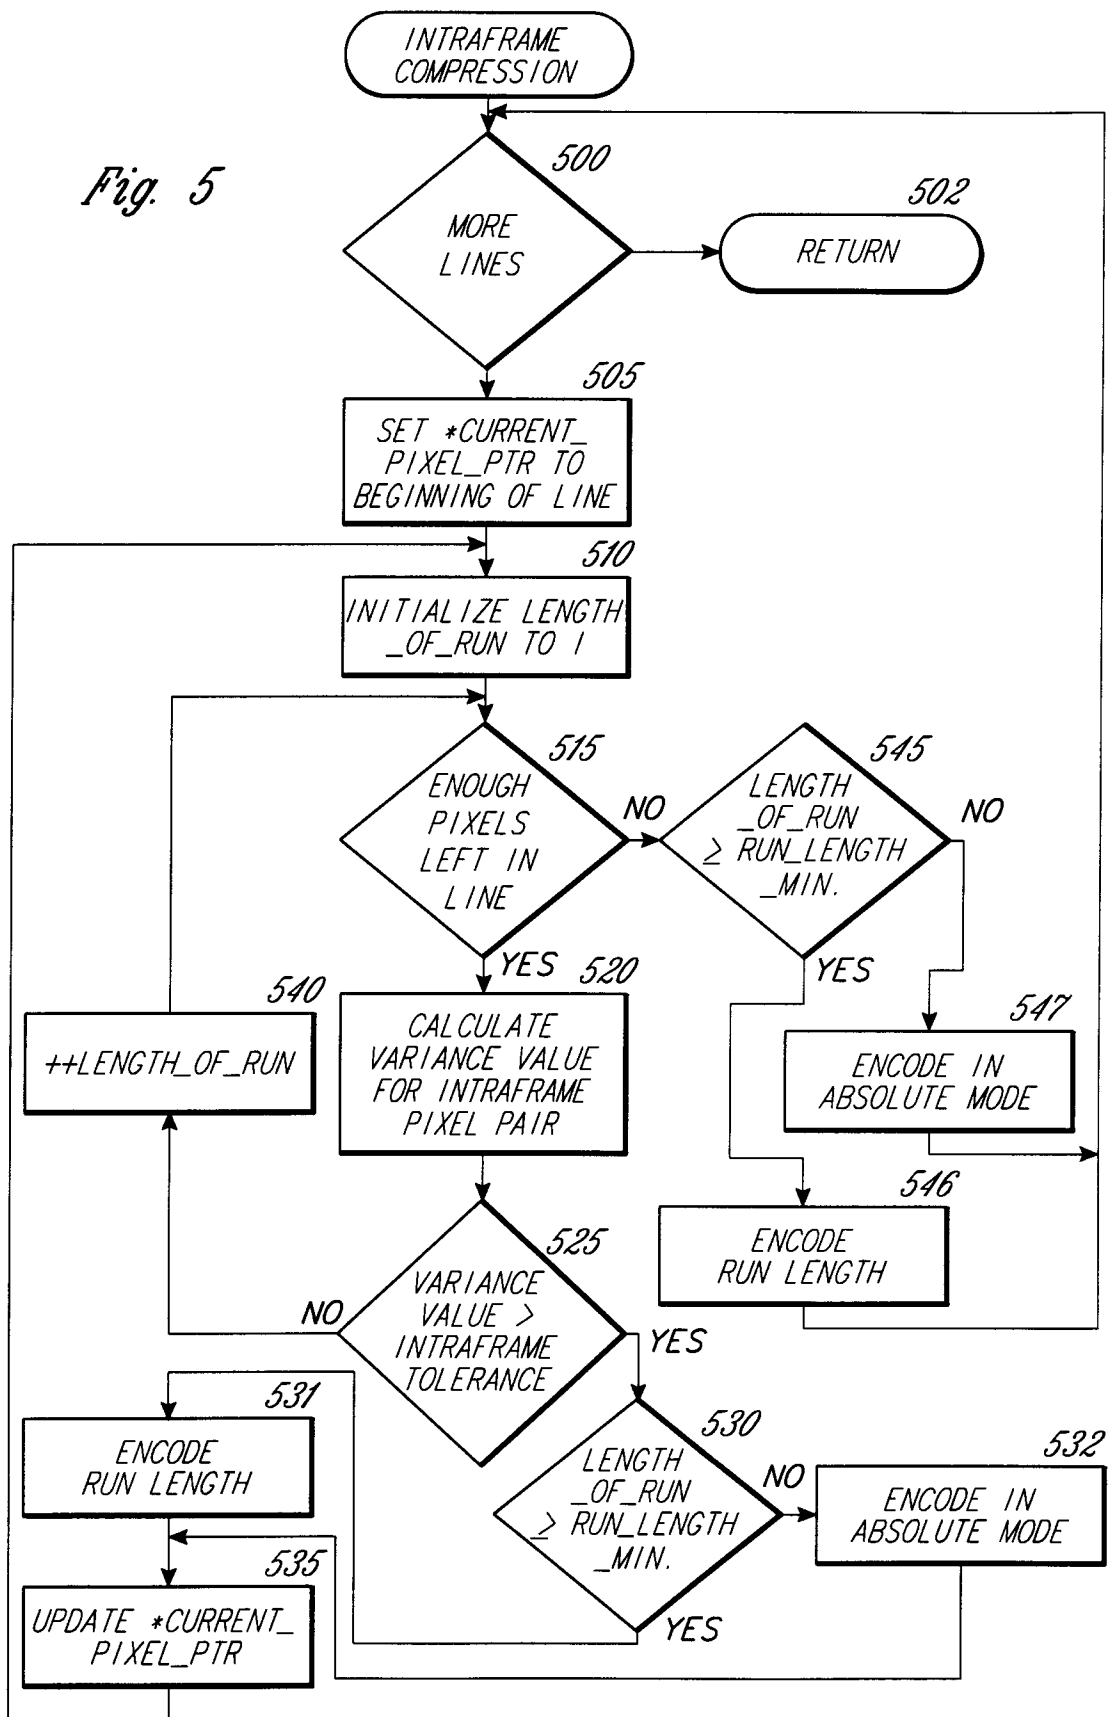 INTRAFRAME
COMPRESSION
Fig. 5
500
MORE
LINES
502
RETURN
505
SET *CURRENT_
PIXEL_PTR TO
BEGINNING OF LINE
510
INITIALIZE LENGTH
_OF_RUN TO 1
515
ENOUGH
PIXELS
LEFT IN
LINE
NO
545
LENGTH
_OF_RUN
≥ RUN_LENGTH
_MIN.
NO
YES
YES
540
++LENGTH_OF_RUN
520
CALCULATE
VARIANCE VALUE
FOR INTRAFRAME
PIXEL PAIR
547
ENCODE IN
ABSOLUTE MODE
546
ENCODE
RUN LENGTH
525
VARIANCE
VALUE >
INTRAFRAME
TOLERANCE
NO
YES
531
ENCODE
RUN LENGTH
530
LENGTH
_OF_RUN
≥ RUN_LENGTH
_MIN.
NO
YES
532
ENCODE IN
ABSOLUTE MODE
535
UPDATE *CURRENT_
PIXEL_PTR